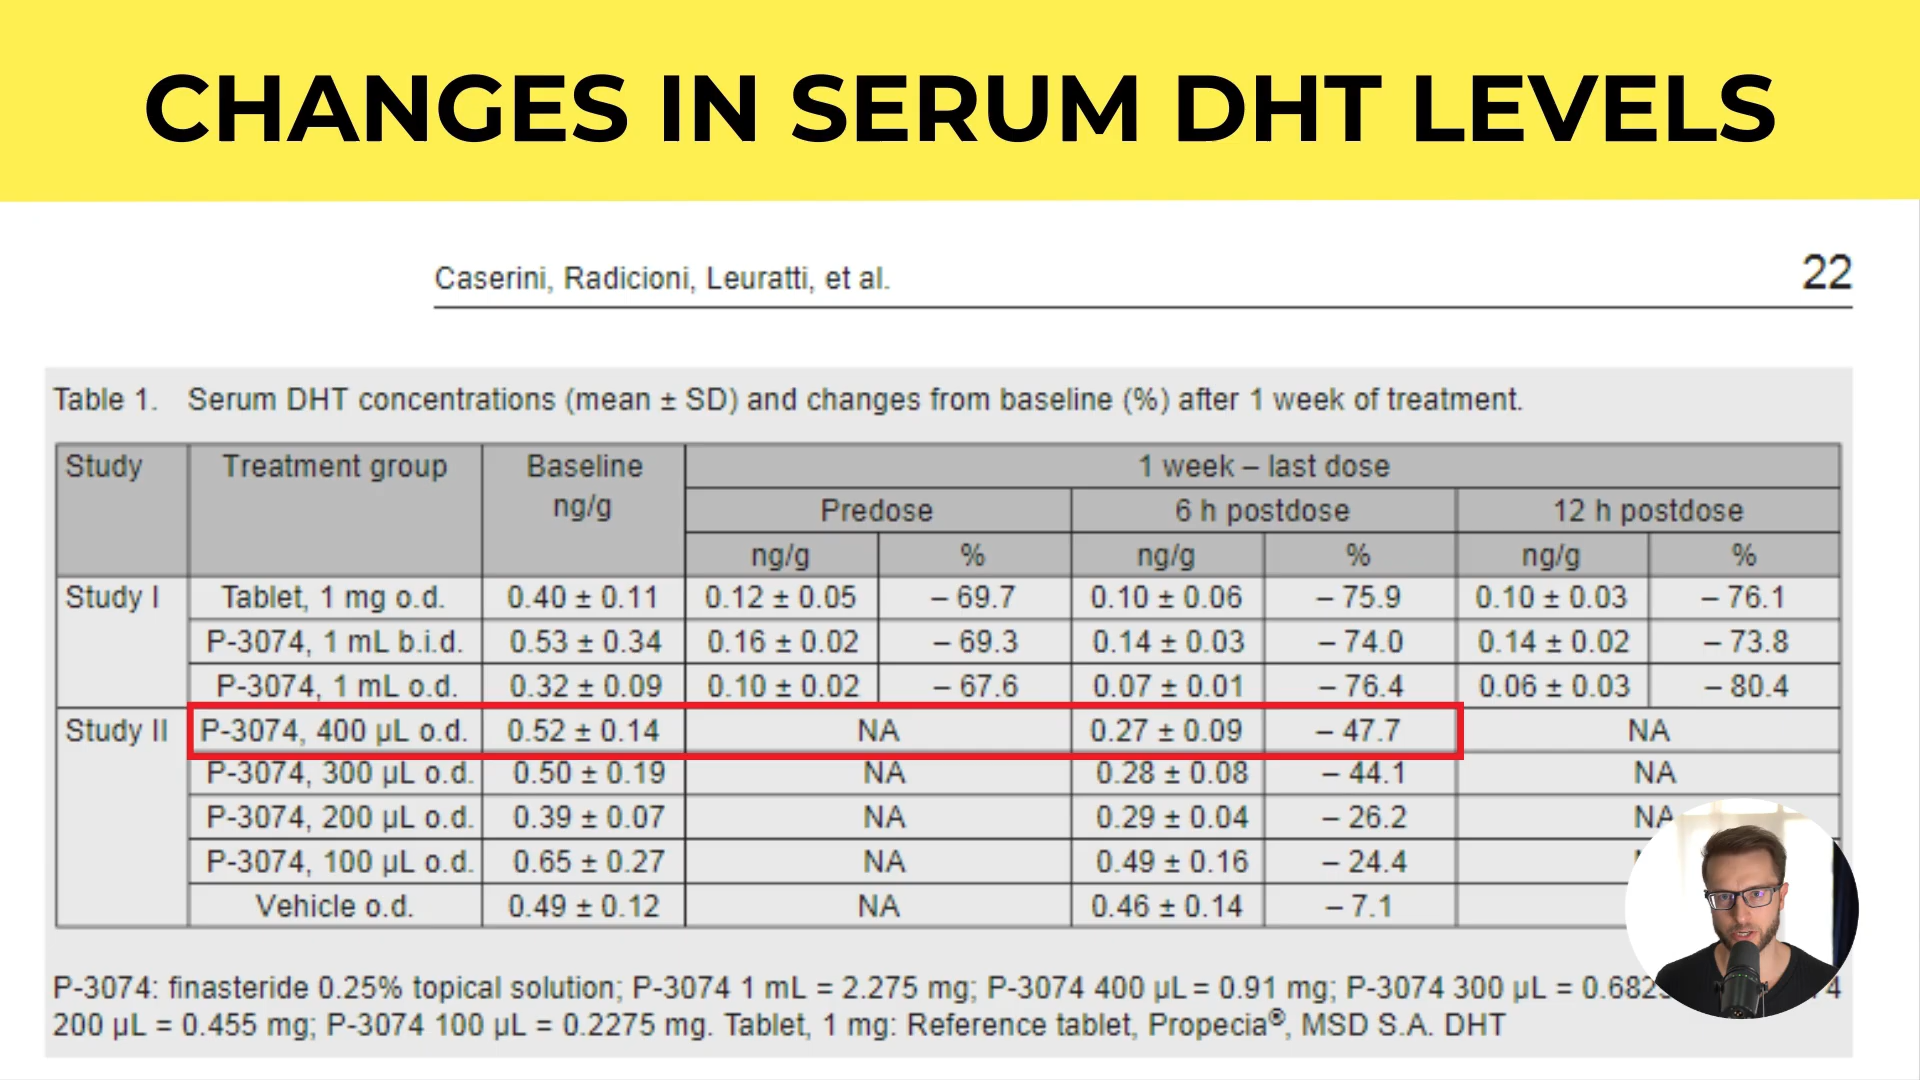 CHANGES IN SERUM DHT LEVELS
Caserini, Radicioni, Leuratti, et al. 22
Table 1. Serum DHT concentrations (mean ± SD) and changes from baseline (%) after 1 week of treatment.
Study Treatment group Baseline ng/g 1 week – last dose
Predose 6 h postdose 12 h postdose
ng/g % ng/g % ng/g %
Study I Tablet, 1 mg o.d. 0.40 ± 0.11 0.12 ± 0.05 – 69.7 0.10 ± 0.06 – 75.9 0.10 ± 0.03 – 76.1
P-3074, 1 mL b.i.d. 0.53 ± 0.34 0.16 ± 0.02 – 69.3 0.14 ± 0.03 – 74.0 0.14 ± 0.02 – 73.8
P-3074, 1 mL o.d. 0.32 ± 0.09 0.10 ± 0.02 – 67.6 0.07 ± 0.01 – 76.4 0.06 ± 0.03 – 80.4
Study II P-3074, 400 µL o.d. 0.52 ± 0.14 NA 0.27 ± 0.09 – 47.7 NA
P-3074, 300 µL o.d. 0.50 ± 0.19 NA 0.28 ± 0.08 – 44.1 NA
P-3074, 200 µL o.d. 0.39 ± 0.07 NA 0.29 ± 0.04 – 26.2 NA
P-3074, 100 µL o.d. 0.65 ± 0.27 NA 0.49 ± 0.16 – 24.4
Vehicle o.d. 0.49 ± 0.12 NA 0.46 ± 0.14 – 7.1
P-3074: finasteride 0.25% topical solution; P-3074 1 mL = 2.275 mg; P-3074 400 µL = 0.91 mg; P-3074 300 µL =
200 µL = 0.455 mg; P-3074 100 µL = 0.2275 mg. Tablet, 1 mg: Reference tablet, Propecia®, MSD S.A. DHT